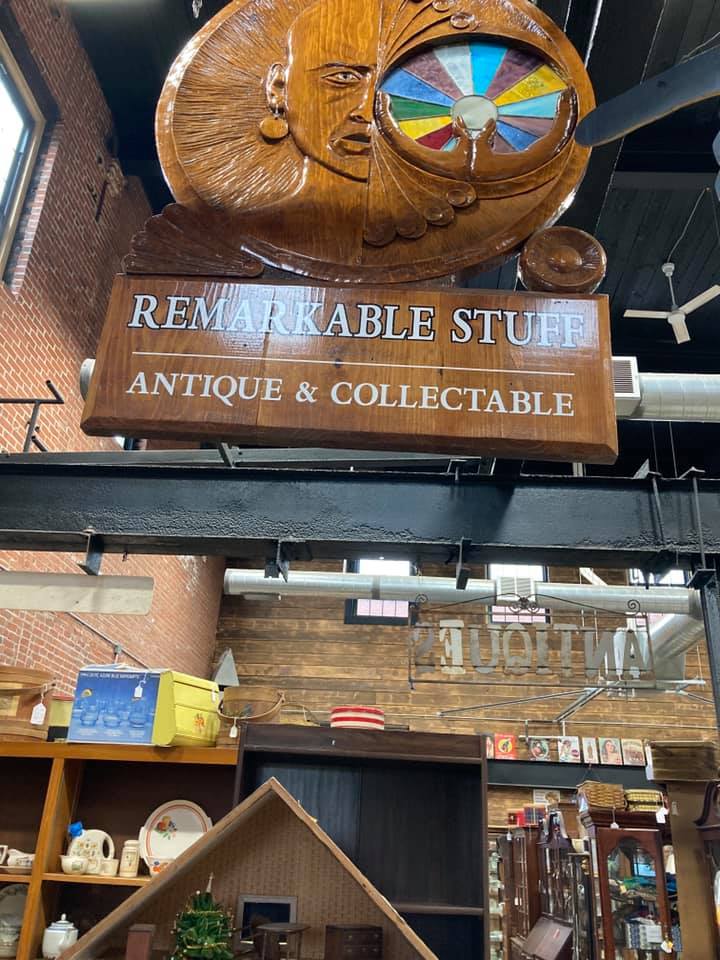 REMARKABLE STUFF
ANTIQUE & COLLECTABLE
ANTIQUES